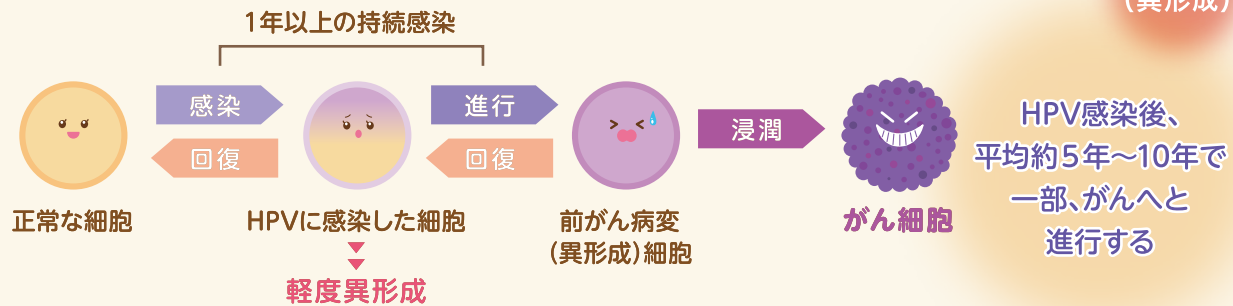 (異形成)
1年以上の持続感染
感染
進行
回復
回復
浸潤
正常な細胞
HPVに感染した細胞
前がん病変
(異形成)細胞
がん細胞
軽度異形成
HPV感染後、
平均約5年〜10年で
一部、がんへと
進行する